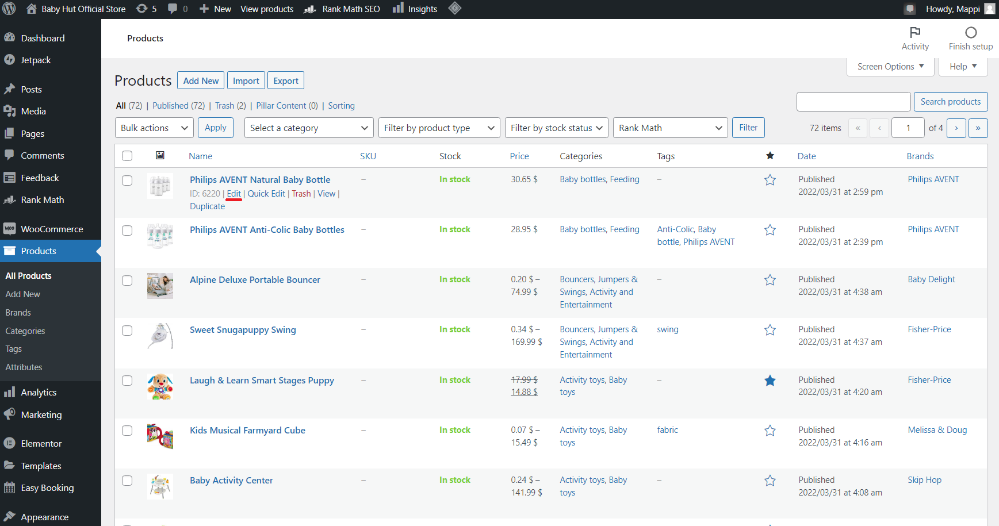 Baby Hut Official Store 5 0 New View products Rank Math SEO Insights Howdy, Mappi
Dashboard
Jetpack
Posts
Media
Pages
Comments
Feedback
Rank Math
WooCommerce
Products
All Products
Add New
Brands
Categories
Tags
Attributes
Analytics
Marketing
Elementor
Templates
Easy Booking
Appearance
Products
Activity Finish setup
Screen Options ▼ Help ▼
Products Add New Import Export
All (72) | Published (72) | Trash (2) | Pillar Content (0) | Sorting
Search products
Bulk actions Apply Select a category Filter by product type Filter by stock status Rank Math Filter 72 items « ‹ 1 of 4 › »
Name SKU Stock Price Categories Tags ★ Date Brands
Philips AVENT Natural Baby Bottle – In stock 30.65 $ Baby bottles, Feeding – Published Philips AVENT
ID: 6220 | Edit | Quick Edit | Trash | View | 2022/03/31 at 2:59 pm
Duplicate
Philips AVENT Anti-Colic Baby Bottles – In stock 28.95 $ Baby bottles, Feeding Anti-Colic, Baby Published Philips AVENT
bottle, Philips AVENT 2022/03/31 at 2:39 pm
Alpine Deluxe Portable Bouncer – In stock 0.20 $ – Bouncers, Jumpers & – Published Baby Delight
74.99 $ Swings, Activity and 2022/03/31 at 4:38 am
Entertainment
Sweet Snugapuppy Swing – In stock 0.34 $ – Bouncers, Jumpers & swing Published Fisher-Price
169.99 $ Swings, Activity and 2022/03/31 at 4:37 am
Entertainment
Laugh & Learn Smart Stages Puppy – In stock 17.99 $ Activity toys, Baby – Published Fisher-Price
14.88 $ toys 2022/03/31 at 4:20 am
Kids Musical Farmyard Cube – In stock 0.07 $ – Activity toys, Baby fabric Published Melissa & Doug
15.49 $ toys 2022/03/31 at 4:16 am
Baby Activity Center – In stock 0.24 $ – Activity toys, Baby – Published Skip Hop
141.99 $ toys 2022/03/31 at 4:08 am